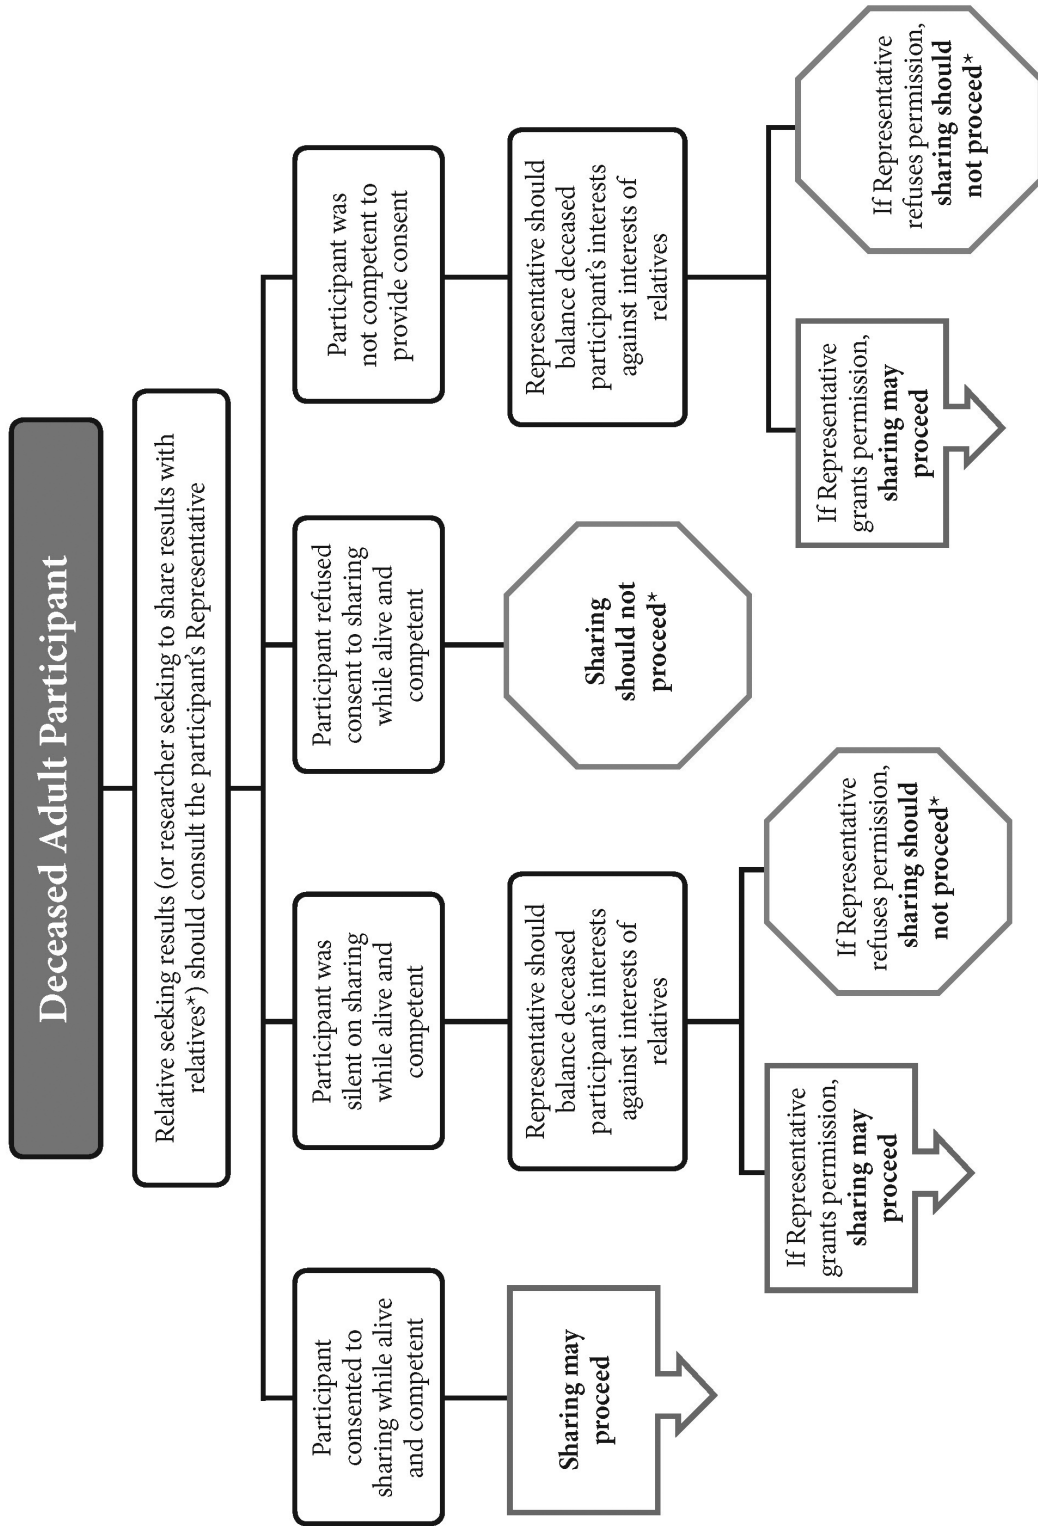 Deceased Adult Participant
Relative seeking results (or researcher seeking to share results with
relatives*) should consult the participant's Representative
Participant
consented to
sharing while alive
and competent
Sharing may
proceed
Participant was
silent on sharing
while alive and
competent
Representative should
balance deceased
participant's interests
against interests of
relatives
If Representative
grants permission,
sharing may
proceed
If Representative
refuses permission,
sharing should
not proceed*
Participant refused
consent to sharing
while alive and
competent
Sharing
should not
proceed*
Participant was
not competent to
provide consent
Representative should
balance deceased
participant's interests
against interests of
relatives
If Representative
grants permission,
sharing may
proceed
If Representative
refuses permission,
sharing should
not proceed*